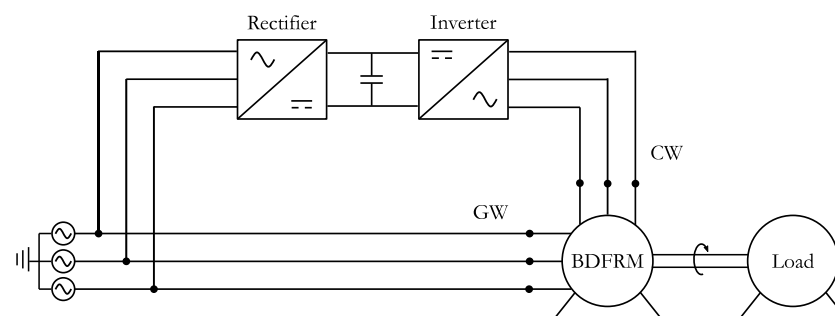 Rectifier
Inverter
CW
GW
BDFRM
Load